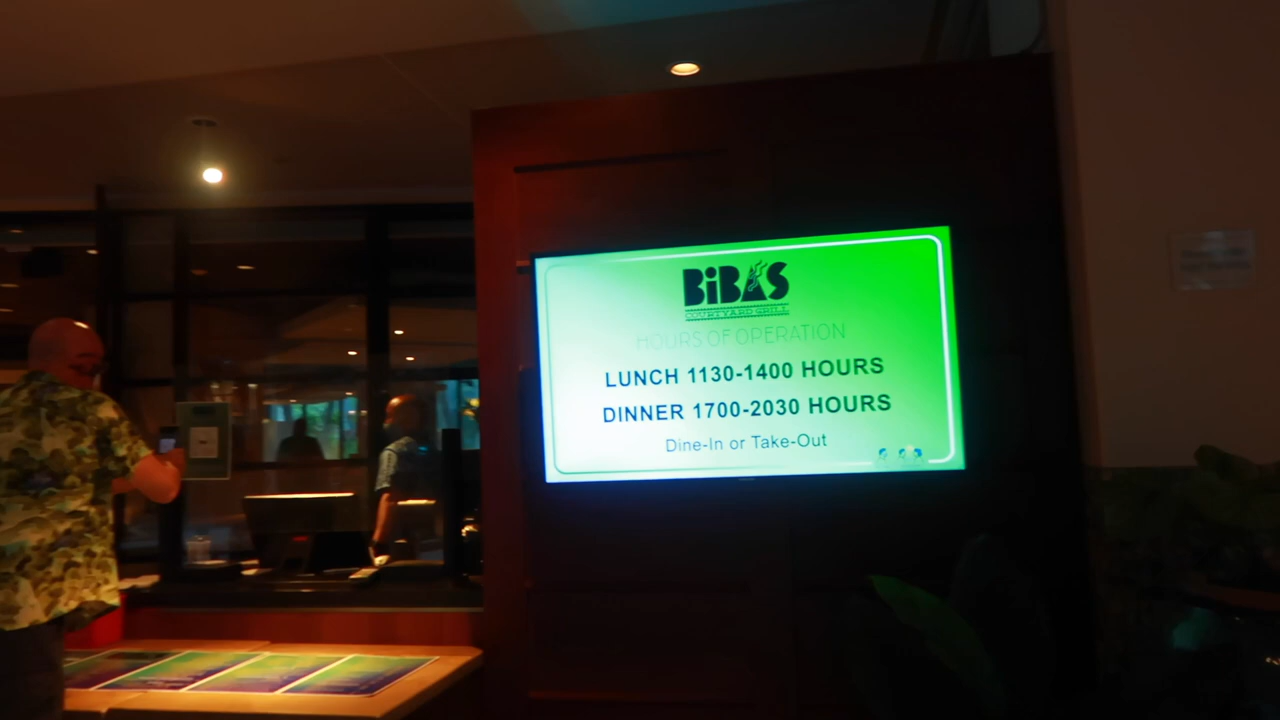 BiBAS
COURTYARD GRILL
HOURS OF OPERATION
LUNCH 1130-1400 HOURS
DINNER 1700-2030 HOURS
Dine-In or Take-Out